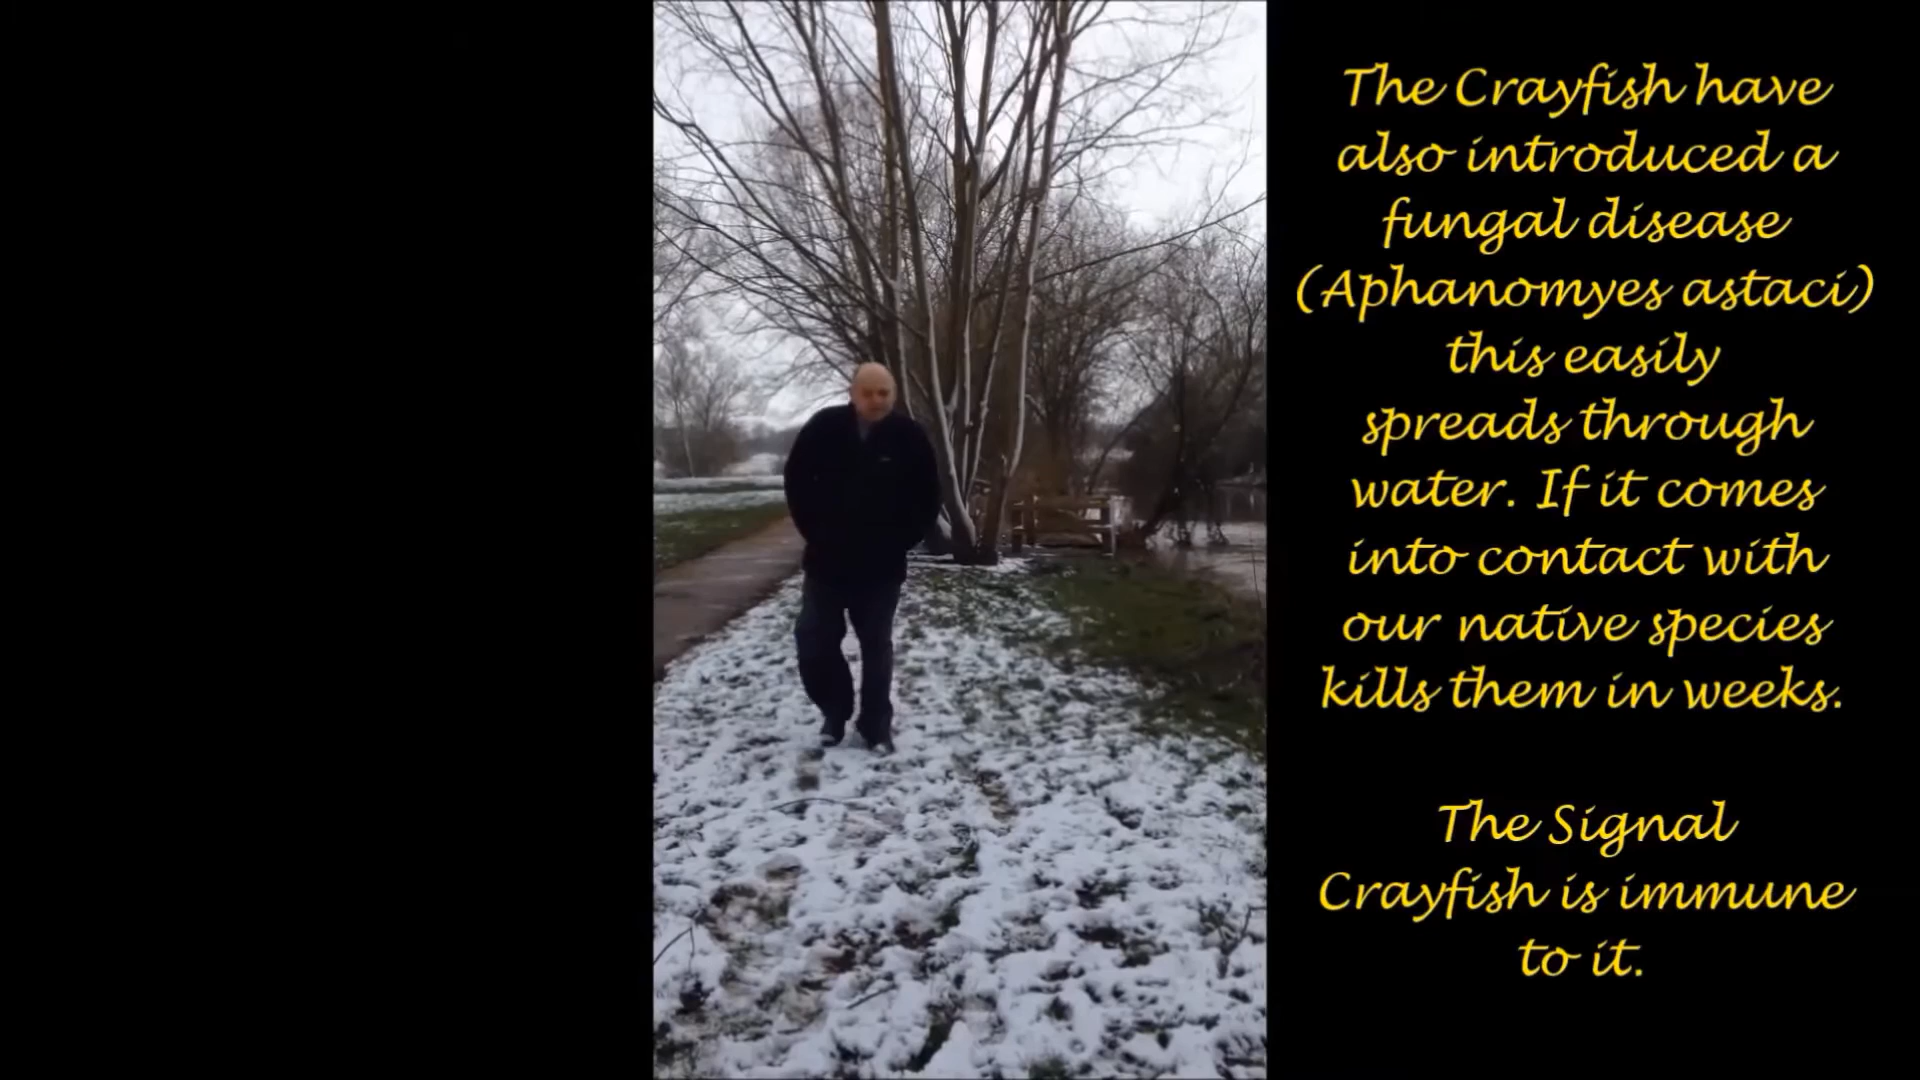 The Crayfish have
also introduced a
fungal disease
(Aphanomyes astaci)
this easily
spreads through
water. If it comes
into contact with
our native species
kills them in weeks.
The Signal
Crayfish is immune
to it.